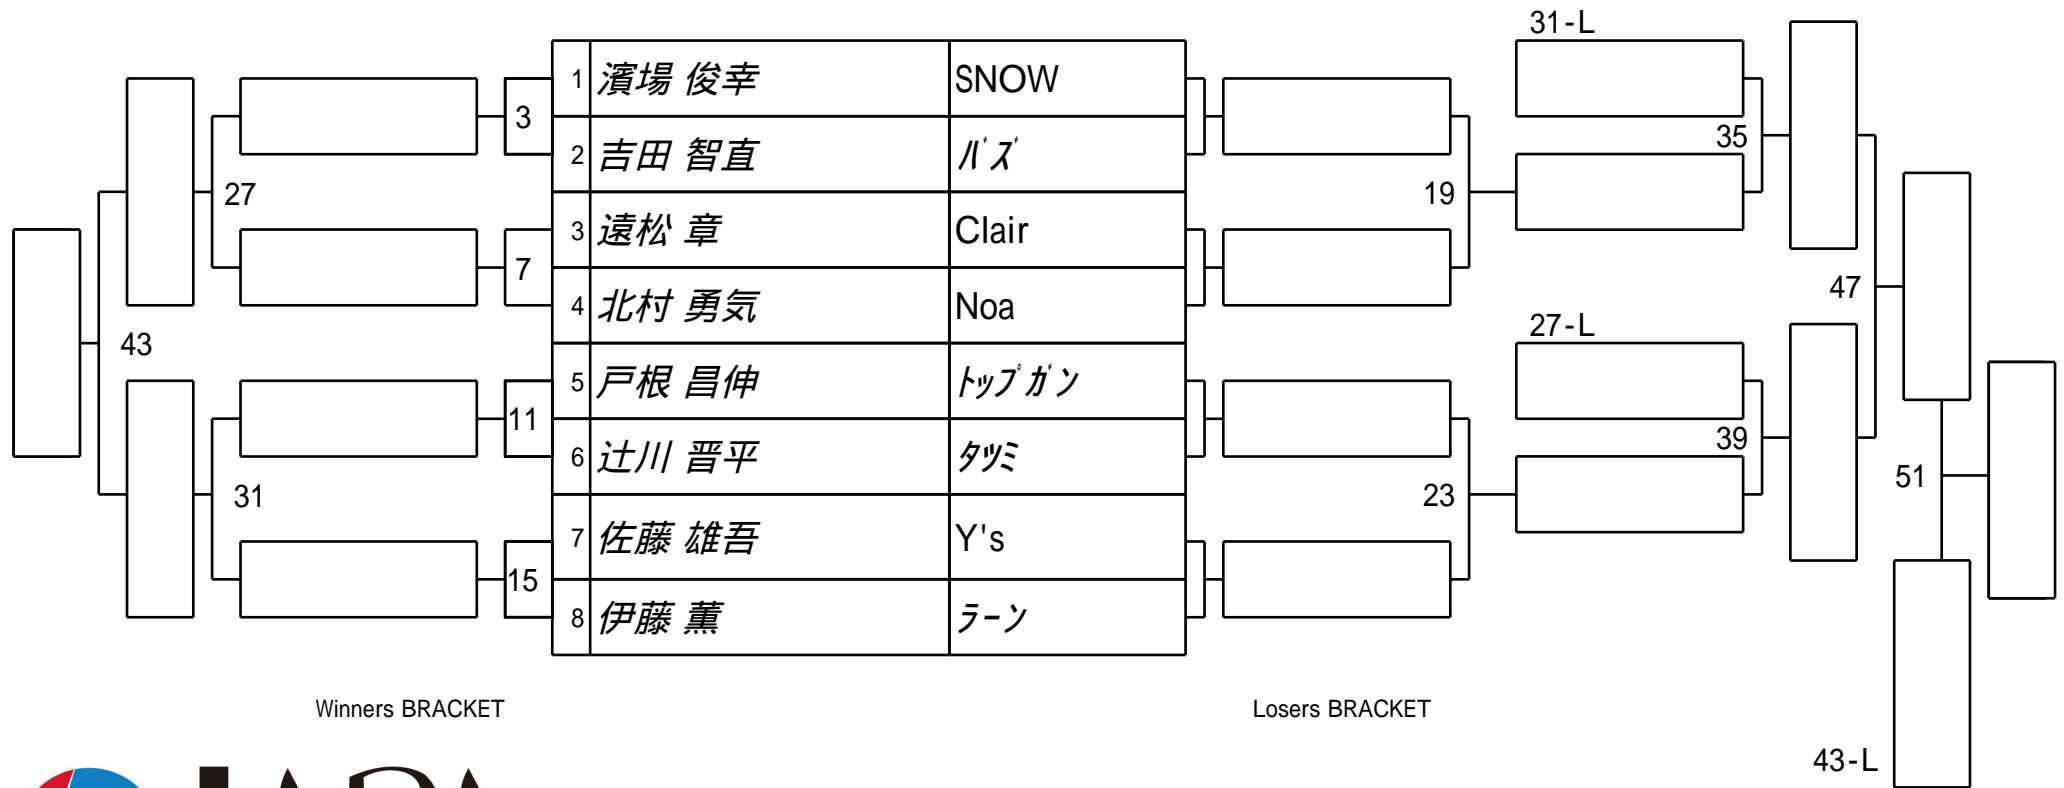 31-L
1 濱場 俊幸 SNOW
3
2 吉田 智直 バズ
35
27
19
3 遠松 章 Clair
7
4 北村 勇気 Noa
47
27-L
43
5 戸根 昌伸 トップガン
11
39
6 辻川 晋平 タツミ
51
31
23
7 佐藤 雄吾 Y's
15
8 伊藤 薫 ラーン
Winners BRACKET
Losers BRACKET
43-L